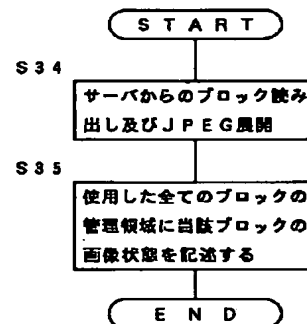 START
S34
サーバからのブロック読み
出し及びJPEG展開
S35
使用した全てのブロックの
管理領域に当該ブロックの
画像状態を記述する
END